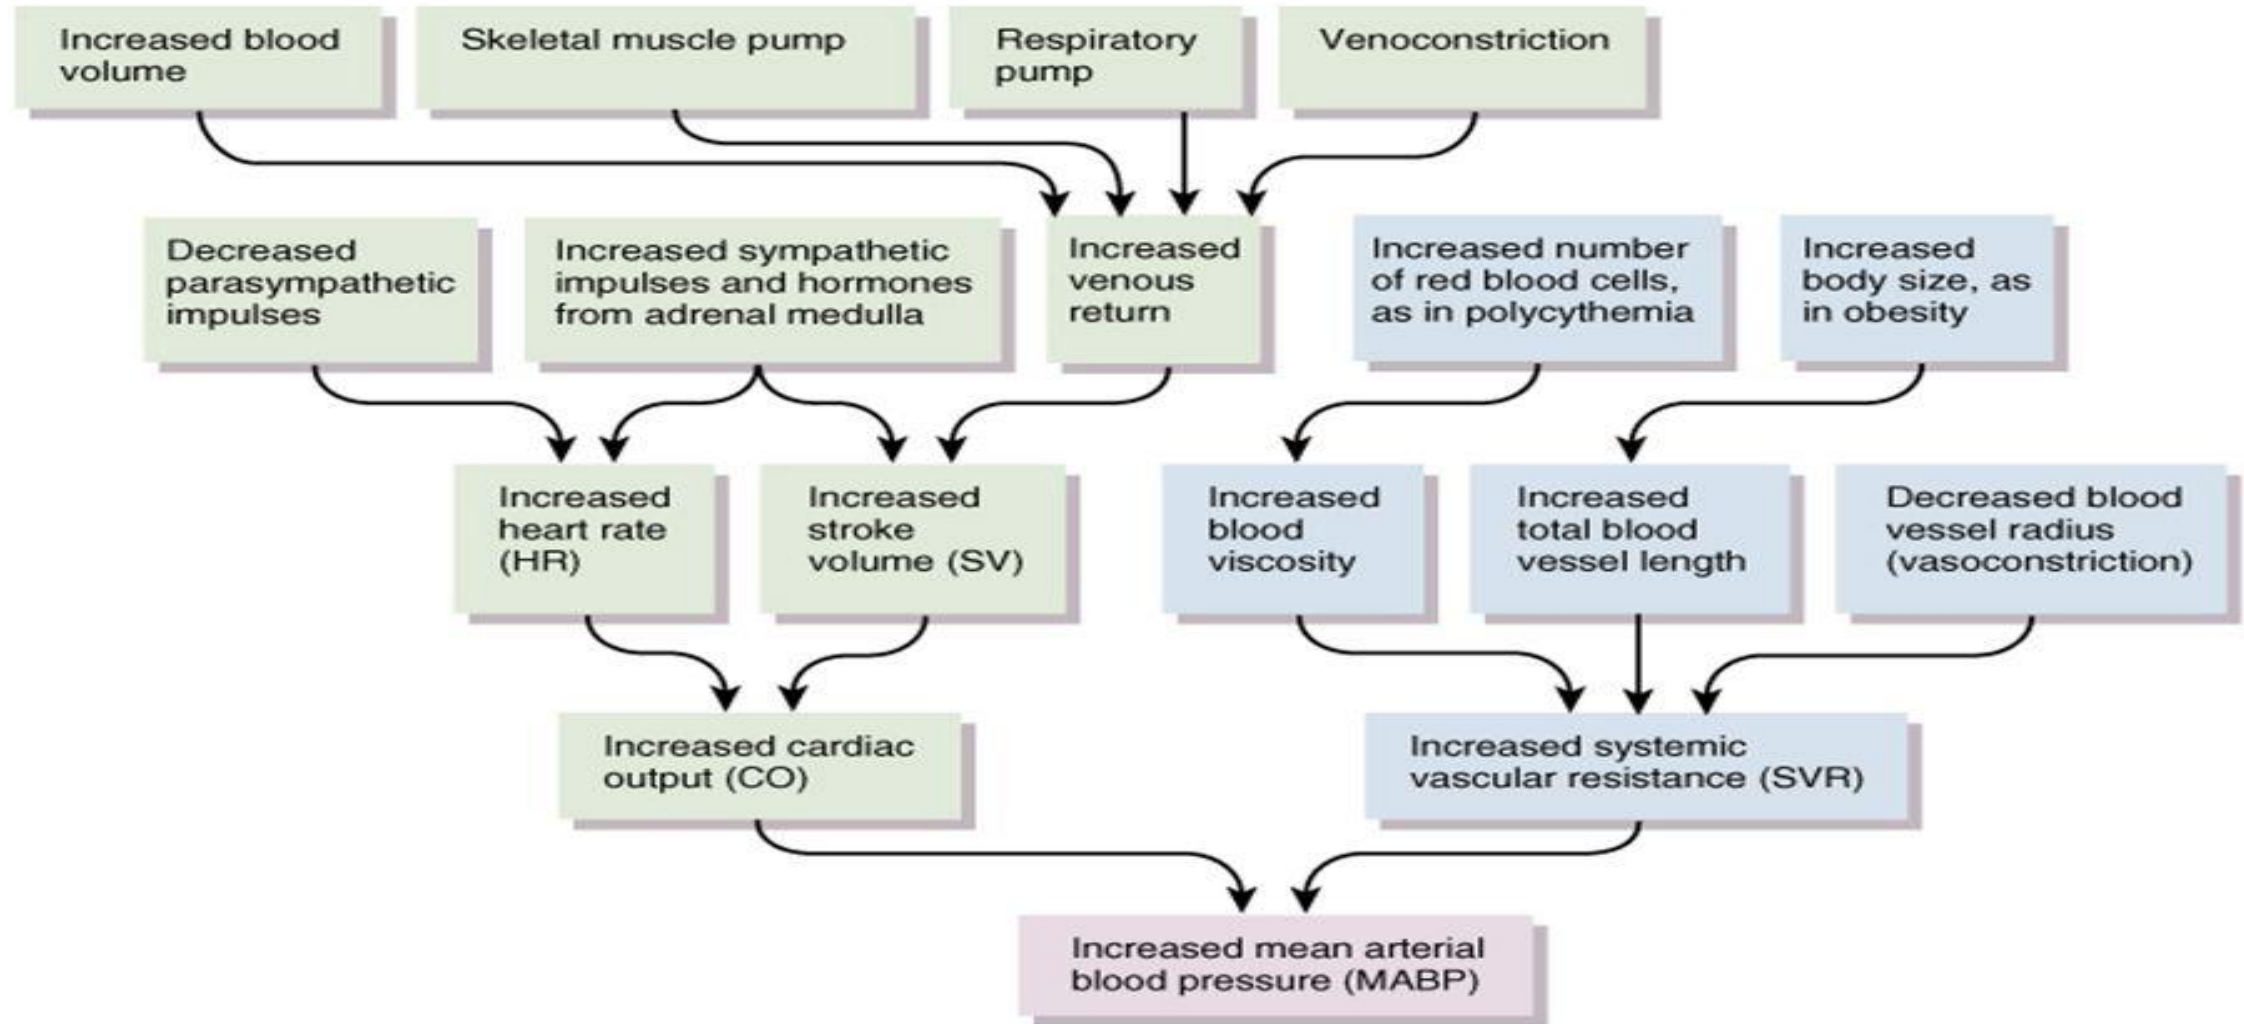 Increased blood
volume
Skeletal muscle pump
Respiratory
pump
Venoconstriction
Decreased
parasympathetic
impulses
Increased sympathetic
impulses and hormones
from adrenal medulla
Increased
venous
return
Increased number
of red blood cells,
as in polycythemia
Increased
body size, as
in obesity
Increased
heart rate
(HR)
Increased
stroke
volume (SV)
Increased
blood
viscosity
Increased
total blood
vessel length
Decreased blood
vessel radius
(vasoconstriction)
Increased cardiac
output (CO)
Increased systemic
vascular resistance (SVR)
Increased mean arterial
blood pressure (MABP)